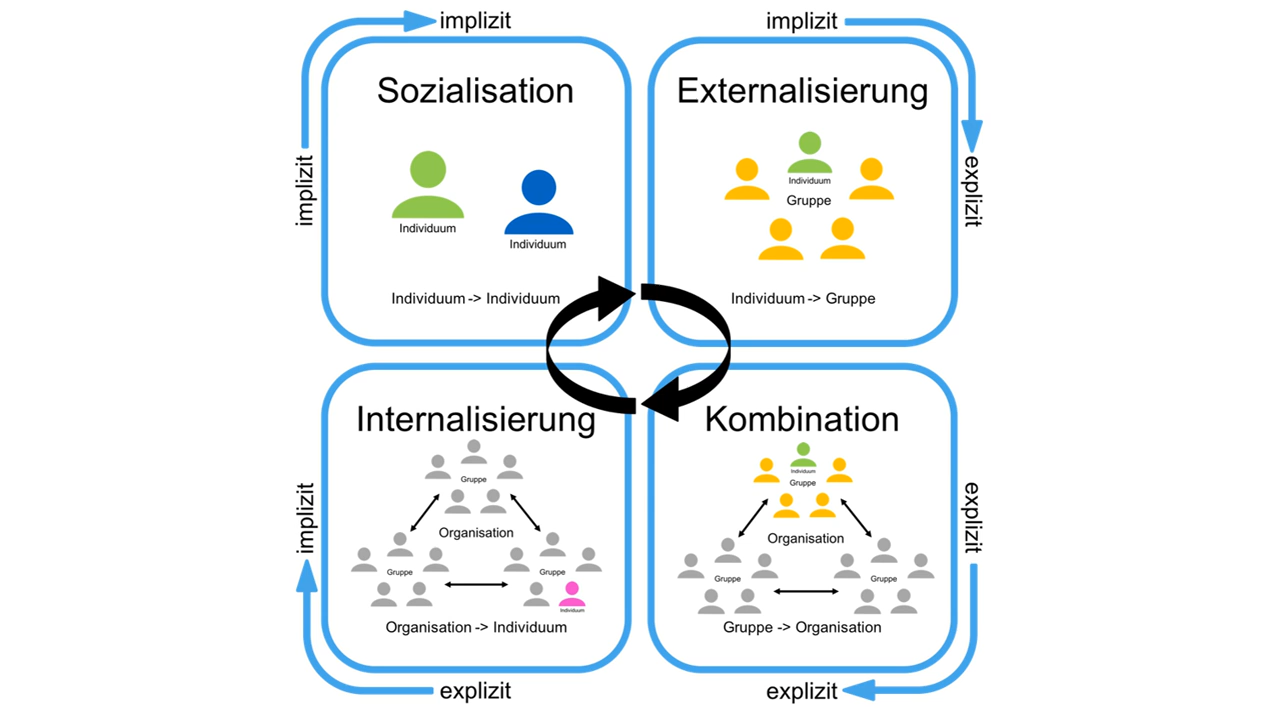 implizit
implizit
Sozialisation
Individuum
Individuum
Individuum -> Individuum
implizit
explizit
Externalisierung
Individuum
Gruppe
Individuum -> Gruppe
Internalisierung
Gruppe
Organisation
Gruppe
Gruppe
Individuum
Organisation -> Individuum
implizit
explizit
Kombination
Individuum
Gruppe
Organisation
Gruppe
Gruppe
Gruppe -> Organisation
explizit
explizit